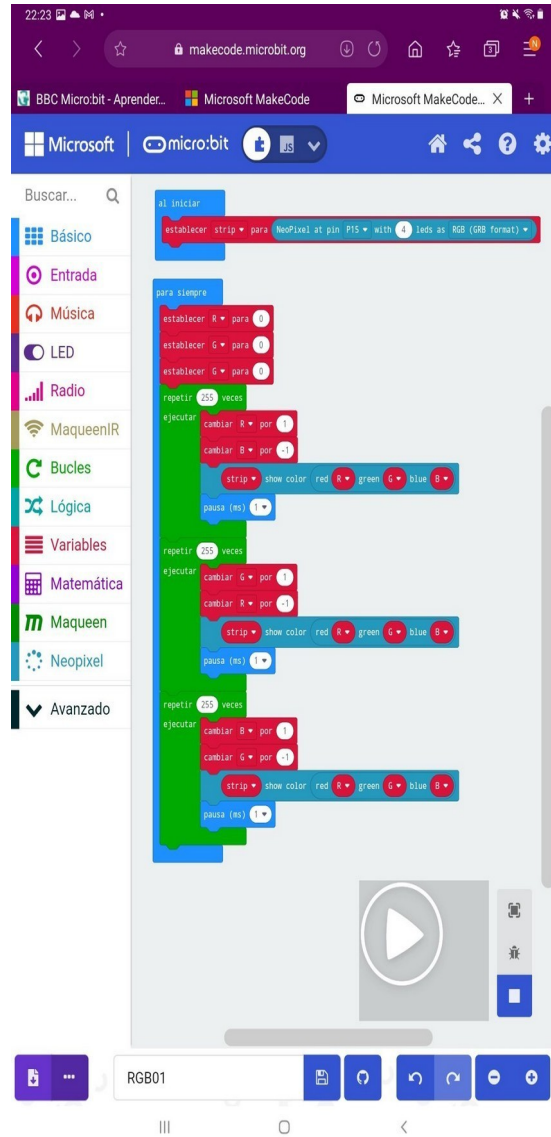 22:23
makecode.microbit.org
3
N
BBC Micro:bit - Aprender...
Microsoft MakeCode
Microsoft MakeCode...
Microsoft
micro:bit
JS
Buscar...
Básico
Entrada
Música
LED
Radio
MaqueenIR
Bucles
Lógica
Variables
Matemática
Maqueen
Neopixel
Avanzado
al iniciar
establecer strip para NeoPixel at pin P15 with 4 leds as RGB (GRB format)
para siempre
establecer R para 0
establecer G para 0
establecer G para 0
repetir 255 veces
ejecutar
cambiar R por 1
cambiar B por -1
strip show color red R green G blue B
pausa (ms) 1
repetir 255 veces
ejecutar
cambiar G por 1
cambiar R por -1
strip show color red R green G blue B
pausa (ms) 1
repetir 255 veces
ejecutar
cambiar B por 1
cambiar G por -1
strip show color red R green G blue B
pausa (ms) 1
RGB01